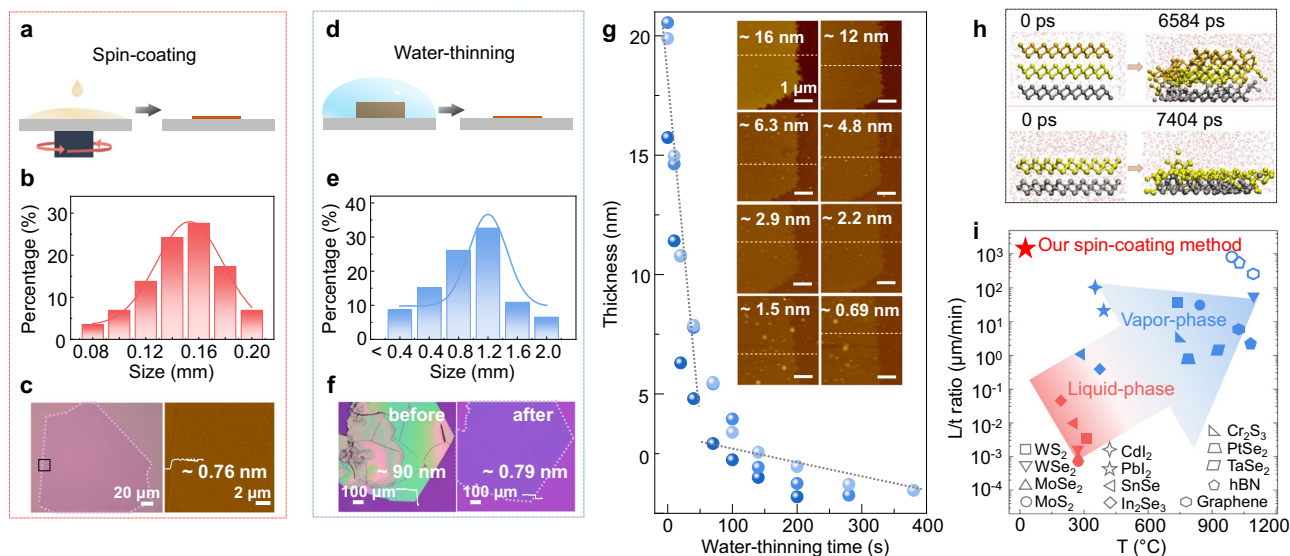 a
Spin-coating
b
Percentage (%)
30
20
10
0
0.08 0.12 0.16 0.20
Size (mm)
c
20 μm
~ 0.76 nm
2 μm
d
Water-thinning
e
Percentage (%)
40
30
20
10
0
< 0.4 0.4 0.8 1.2 1.6 2.0
Size (mm)
f
before
~ 90 nm
100 μm
after
~ 0.79 nm
100 μm
g
Thickness (nm)
20
15
10
5
0
0 100 200 300 400
Water-thinning time (s)
~ 16 nm
1 μm
~ 12 nm
~ 6.3 nm
~ 4.8 nm
~ 2.9 nm
~ 2.2 nm
~ 1.5 nm
~ 0.69 nm
h
0 ps
6584 ps
0 ps
7404 ps
i
L/t ratio (μm/min)
10³
10²
10¹
10⁰
10⁻¹
10⁻²
10⁻³
10⁻⁴
Our spin-coating method
Vapor-phase
Liquid-phase
WS₂
WSe₂
MoSe₂
MoS₂
CdI₂
PbI₂
SnSe
In₂Se₃
Cr₂S₃
PtSe₂
TaSe₂
hBN
Graphene
0 300 600 900 1200
T (°C)